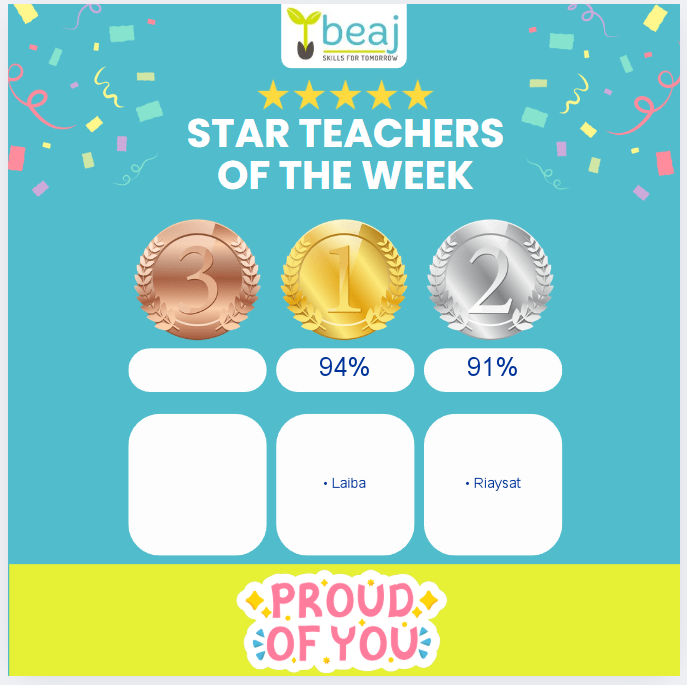 beaj
SKILLS FOR TOMORROW
STAR TEACHERS
OF THE WEEK
3
1
2
94%
91%
• Laiba
• Riaysat
PROUD
OF YOU